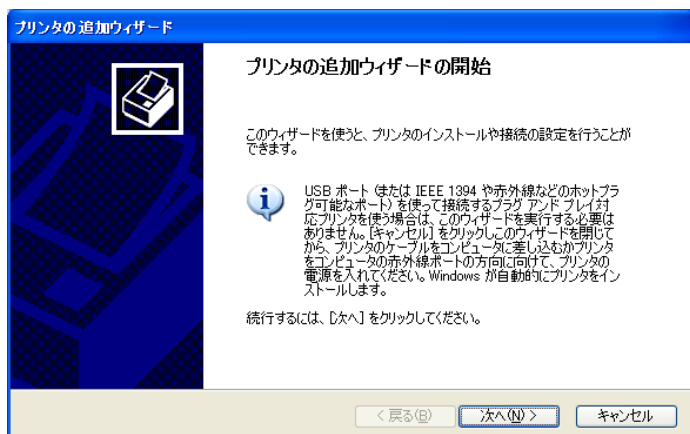 プリンタの追加ウィザード
プリンタの追加ウィザードの開始
このウィザードを使うと、プリンタのインストールや接続の設定を行うことが
できます。
USB ポート (または IEEE 1394 や赤外線などのホットプラ
グ可能なポート) を使って接続するプラグ アンド プレイ対
応プリンタを使う場合は、このウィザードを実行する必要は
ありません。[キャンセル] をクリックしこのウィザードを閉じて
から、プリンタのケーブルをコンピュータに差し込むかプリンタ
をコンピュータの赤外線ポートの方向に向けて、プリンタの
電源を入れてください。Windows が自動的にプリンタをイン
ストールします。
続行するには、[次へ] をクリックしてください。
< 戻る(B)
次へ(N) >
キャンセル